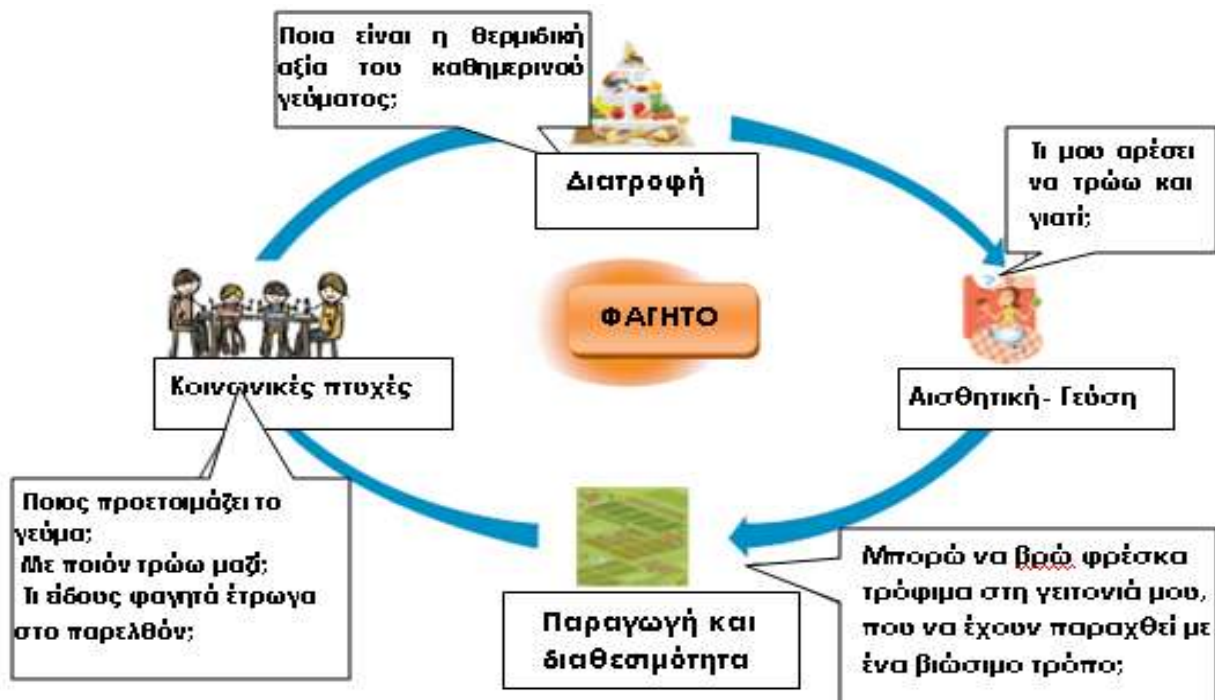 Ποια είναι η θερμιδική
αξία του καθημερινού
γεύματος;
Διατροφή
Τι μου αρέσει
να τρώω και
γιατί;
ΦΑΓΗΤΟ
Κοινωνικές πτυχές
Αισθητική- Γεύση
Ποιος προετοιμάζει το
γεύμα;
Με ποιόν τρώω μαζί;
Τι είδους φαγητά έτρωγα
στο παρελθόν;
Παραγωγή και
διαθεσιμότητα
Μπορώ να βρώ φρέσκα
τρόφιμα στη γειτονιά μου,
που να έχουν παραχθεί με
ένα βιώσιμο τρόπο;